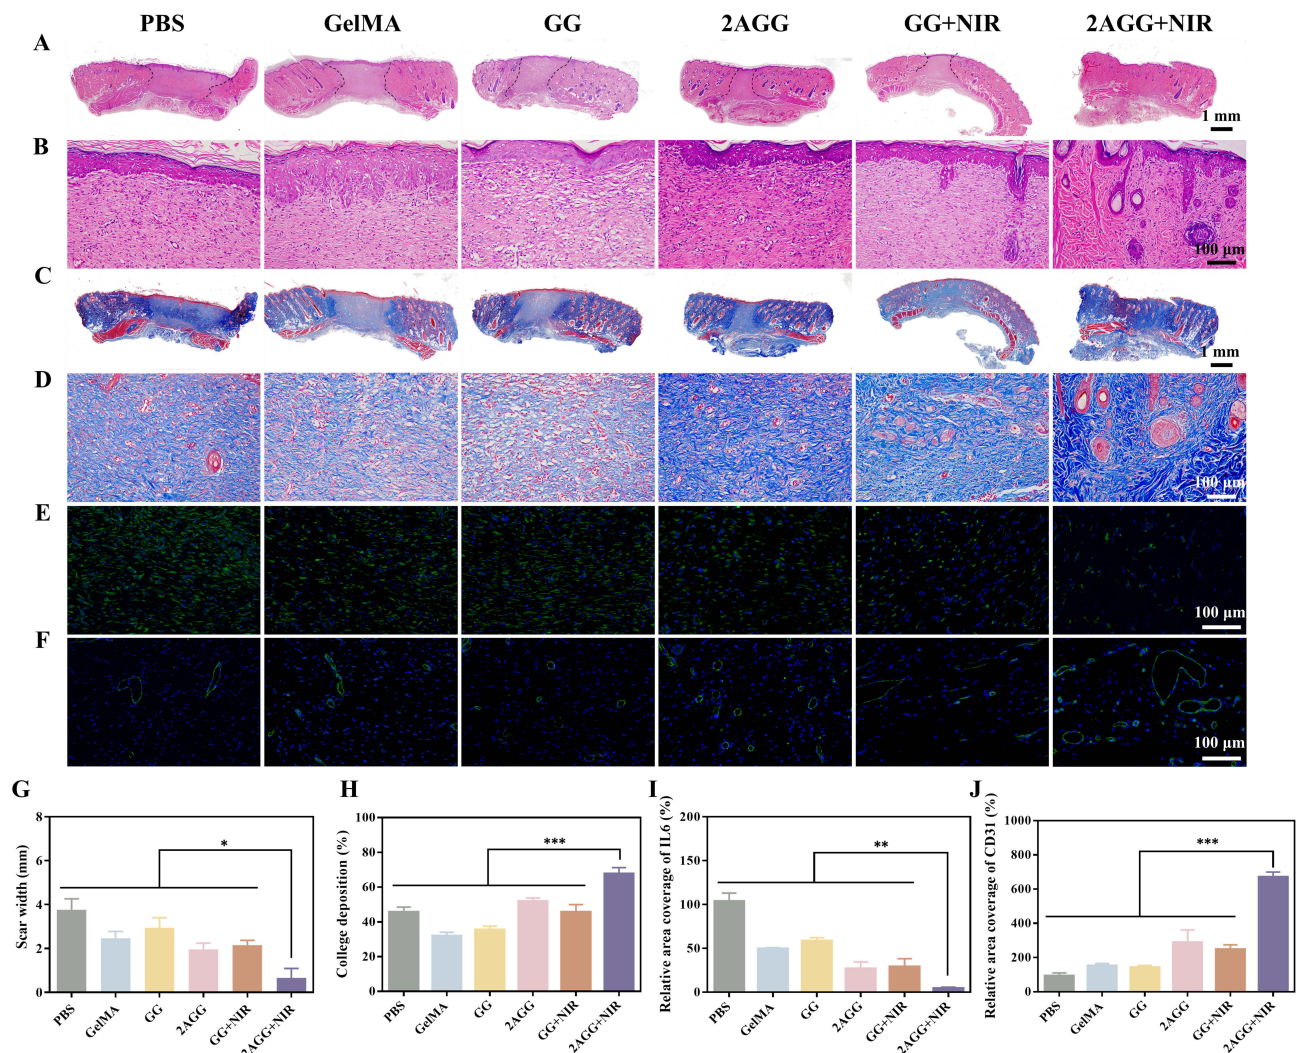 PBS GelMA GG 2AGG GG+NIR 2AGG+NIR
A
1 mm
B
100 μm
C
1 mm
D
100 μm
E
100 μm
F
100 μm
G
Scar width (mm)
8
6
4
2
0
*
PBS GelMA GG 2AGG GG+NIR 2AGG+NIR
H
College deposition (%)
100
80
60
40
20
0
***
PBS GelMA GG 2AGG GG+NIR 2AGG+NIR
I
Relative area coverage of IL6 (%)
200
150
100
50
0
**
PBS GelMA GG 2AGG GG+NIR 2AGG+NIR
J
Relative area coverage of CD31 (%)
1000
800
600
400
200
0
***
PBS GelMA GG 2AGG GG+NIR 2AGG+NIR